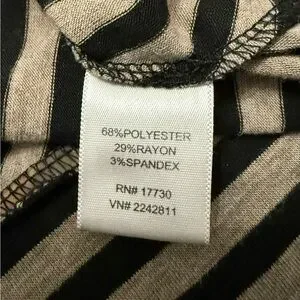 68%POLYESTER
29%RAYON
3%SPANDEX
RN# 17730
VN# 2242811